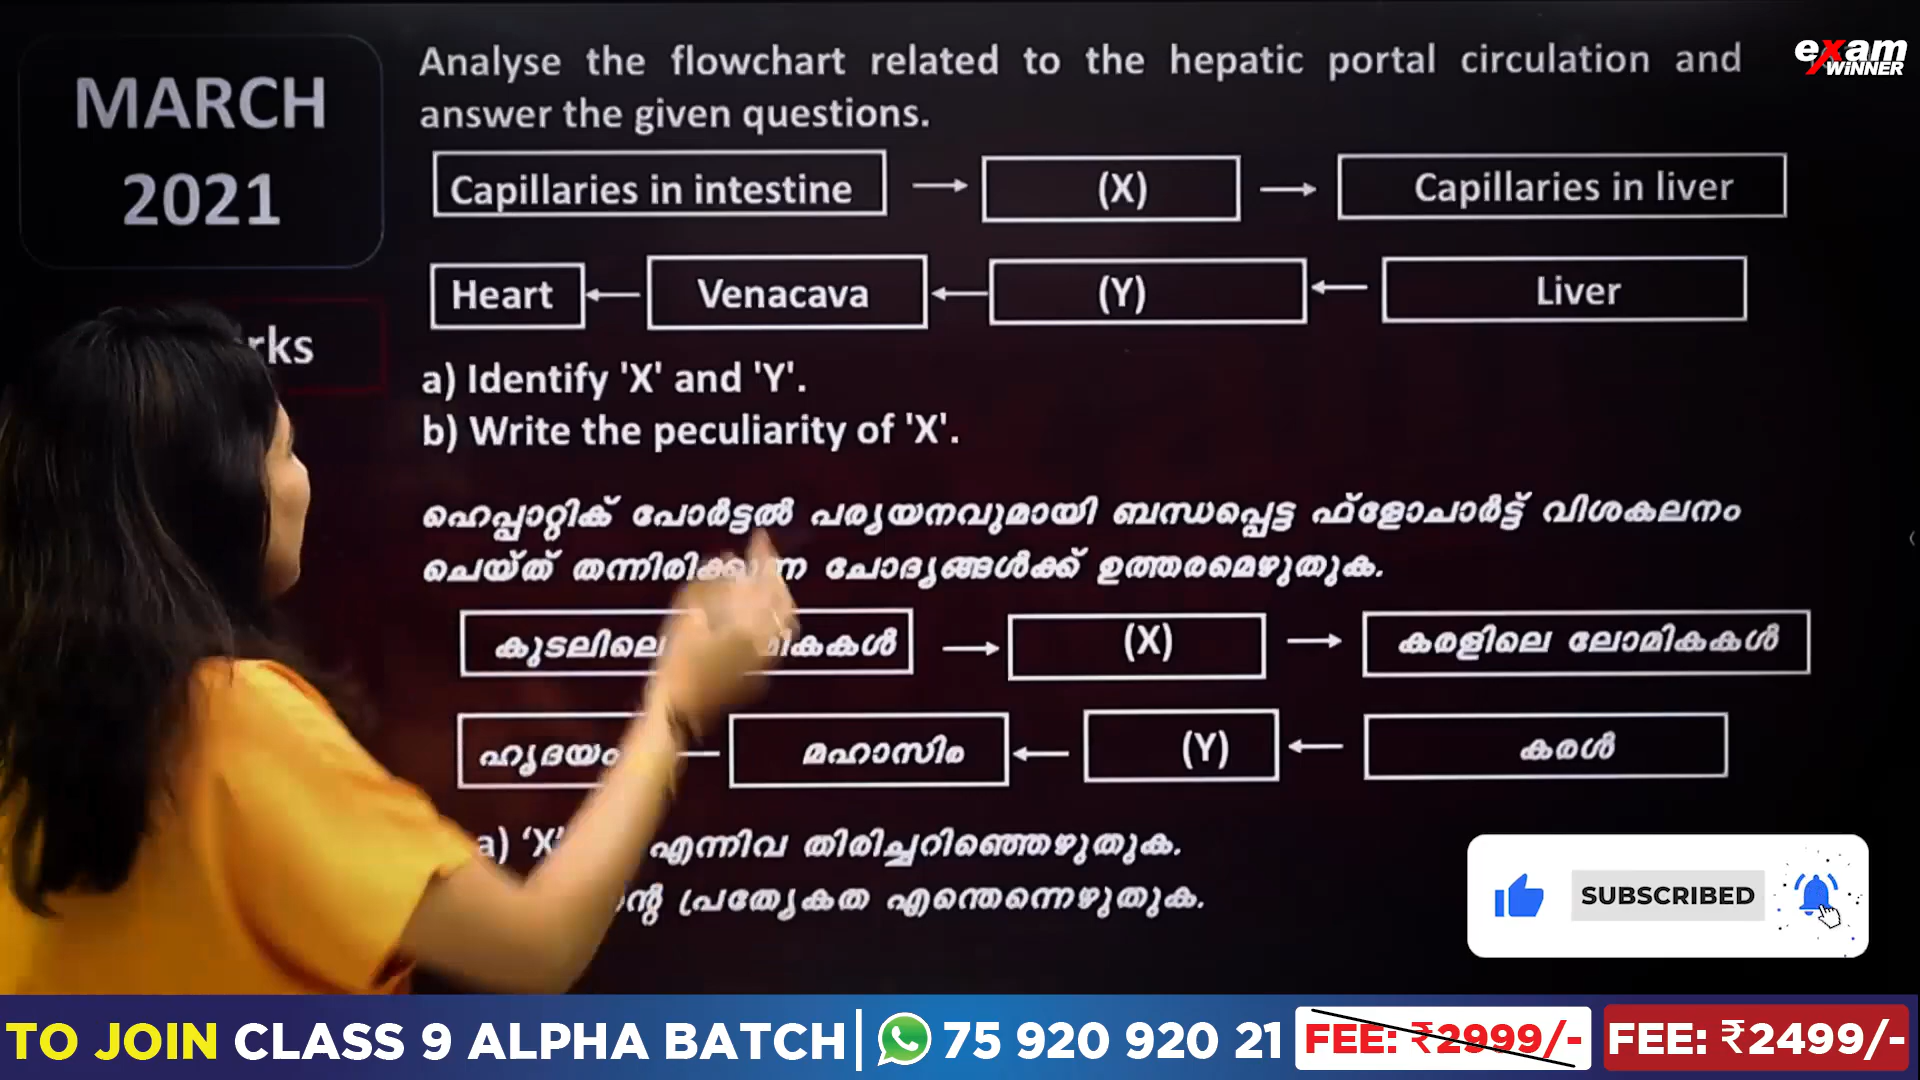 MARCH
2021
Analyse the flowchart related to the hepatic portal circulation and
answer the given questions.
exam
WINNER
Capillaries in intestine → (X) → Capillaries in liver
Heart ← Venacava ← (Y) ← Liver
a) Identify 'X' and 'Y'.
b) Write the peculiarity of 'X'.
ഹെപ്പാറ്റിക് പോർട്ടൽ പര്യയനവുമായി ബന്ധപ്പെട്ട ഫ്ളോചാർട്ട് വിശകലനം
ചെയ്ത് തന്നിരിക്കുന്ന ചോദ്യങ്ങൾക്ക് ഉത്തരമെഴുതുക.
കുടലിലെ → (X) → കരളിലെ ലോമികകൾ
ഹൃദയം മഹാസിര ← (Y) ← കരൾ
a) ‘X’ എന്നിവ തിരിച്ചറിഞ്ഞെഴുതുക.
പ്രത്യേകത എന്തെന്നെഴുതുക.
SUBSCRIBED
TO JOIN CLASS 9 ALPHA BATCH 75 920 920 21 FEE: ₹2999/- FEE: ₹2499/-